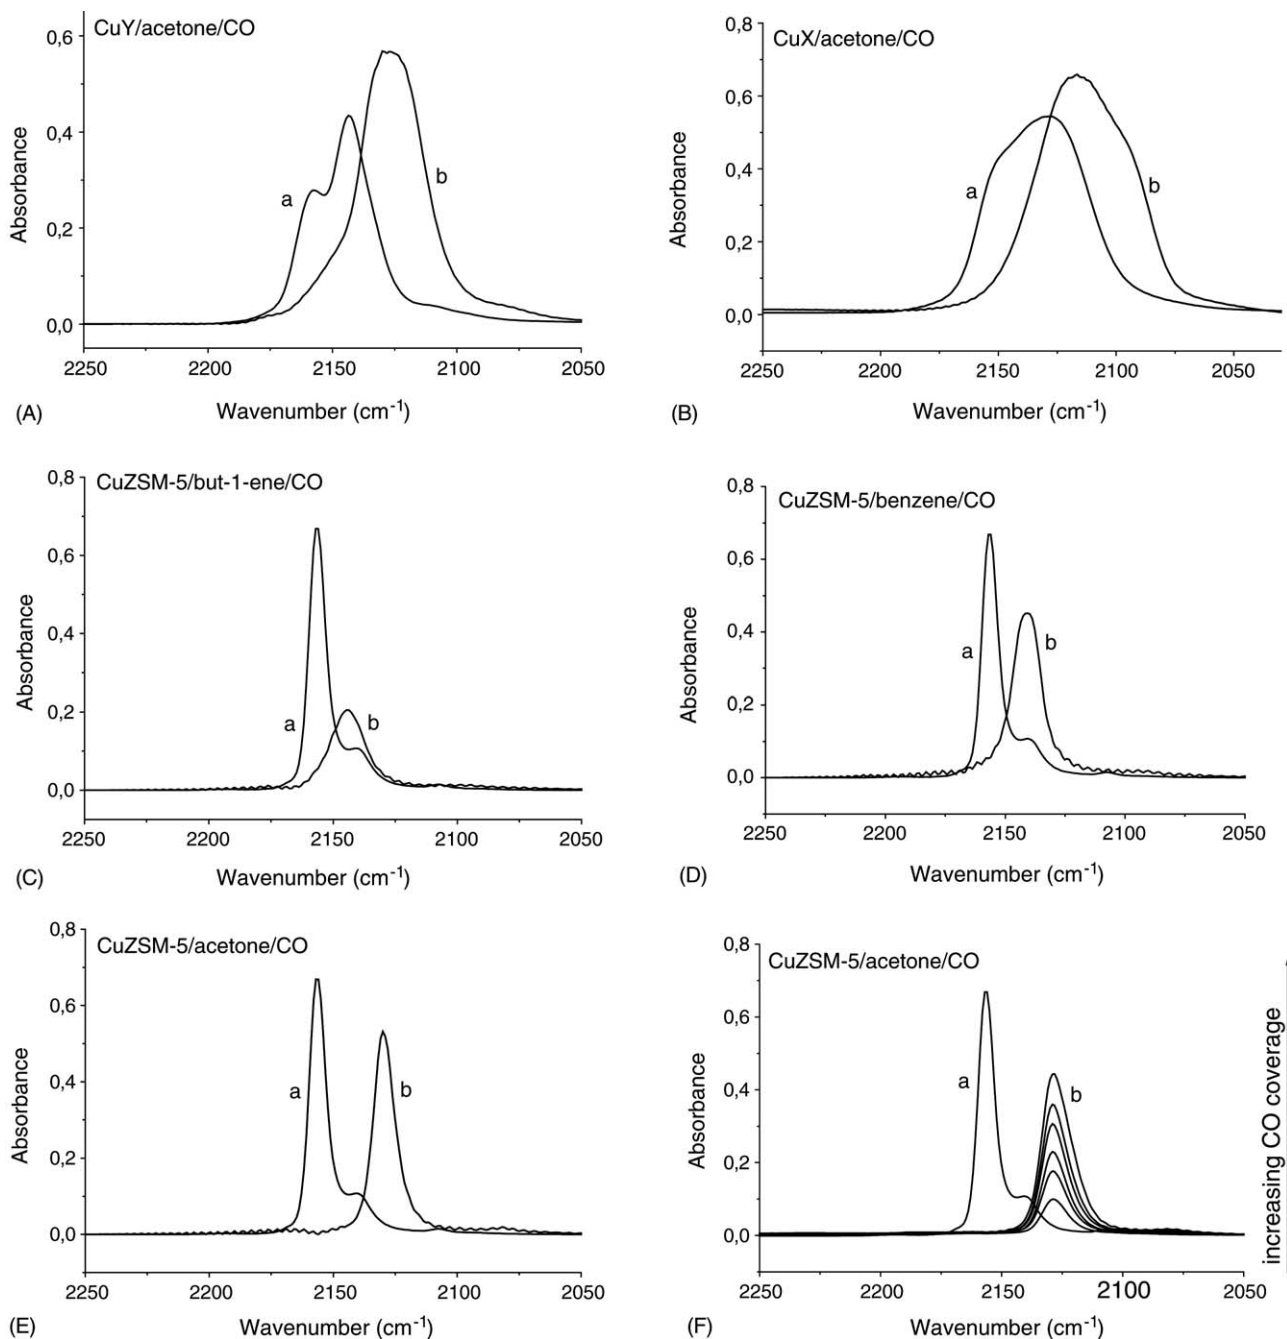 CuY/acetone/CO
0,6
0,4
0,2
0,0
Absorbance
a
b
2250
2200
2150
2100
2050
(A)
Wavenumber (cm-1)
CuX/acetone/CO
0,8
0,6
0,4
0,2
0,0
Absorbance
a
b
2250
2200
2150
2100
2050
(B)
Wavenumber (cm-1)
CuZSM-5/but-1-ene/CO
0,8
0,6
0,4
0,2
0,0
Absorbance
a
b
2250
2200
2150
2100
2050
(C)
Wavenumber (cm-1)
CuZSM-5/benzene/CO
0,8
0,6
0,4
0,2
0,0
Absorbance
a
b
2250
2200
2150
2100
2050
(D)
Wavenumber (cm-1)
CuZSM-5/acetone/CO
0,8
0,6
0,4
0,2
0,0
Absorbance
a
b
2250
2200
2150
2100
2050
(E)
Wavenumber (cm-1)
CuZSM-5/acetone/CO
0,8
0,6
0,4
0,2
0,0
Absorbance
a
b
increasing CO coverage
2250
2200
2150
2100
2050
(F)
Wavenumber (cm-1)